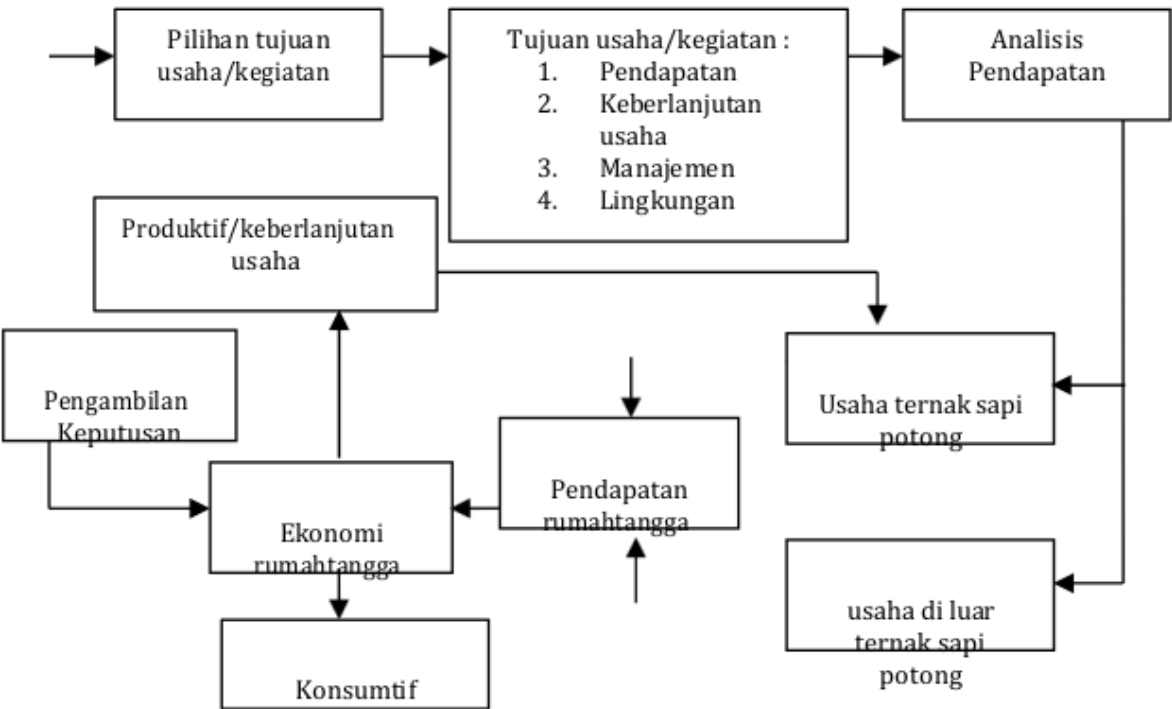 Pilihan tujuan
usaha/kegiatan
Tujuan usaha/kegiatan :
1. Pendapatan
2. Keberlanjutan
usaha
3. Manajemen
4. Lingkungan
Analisis
Pendapatan
Produktif/keberlanjutan
usaha
Pengambilan
Keputusan
Usaha ternak sapi
potong
Pendapatan
rumahtangga
Ekonomi
rumahtangga
usaha di luar
ternak sapi
potong
Konsumtif